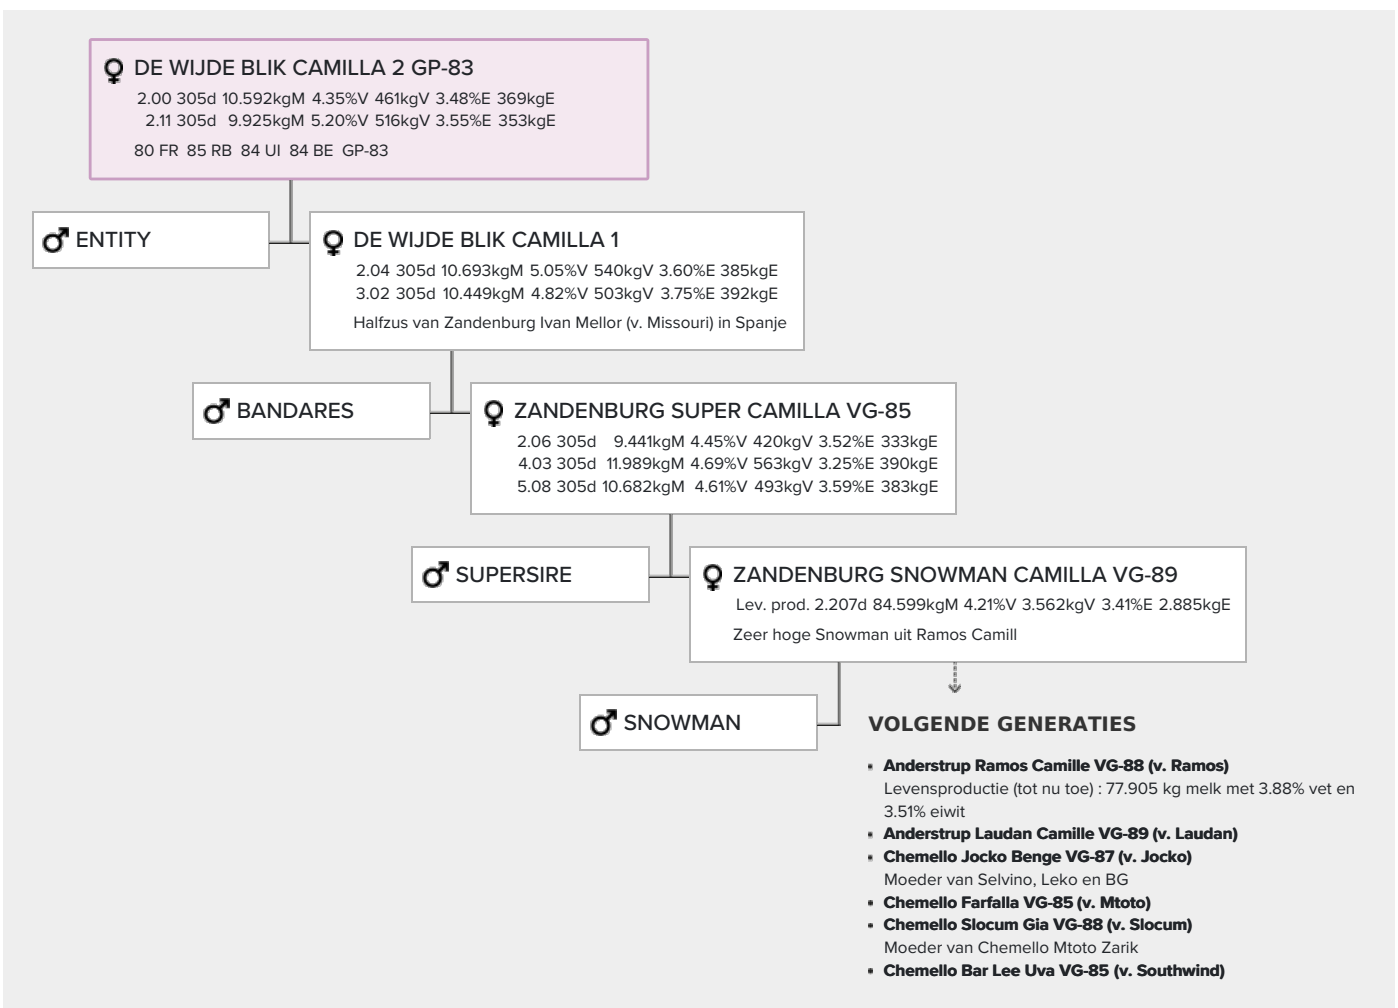 DE WIJDE BLIK CAMILLA 2 GP-83
2.00 305d 10.592kgM 4.35%V 461kgV 3.48%E 369kgE
2.11 305d 9.925kgM 5.20%V 516kgV 3.55%E 353kgE
80 FR 85 RB 84 UI 84 BE GP-83
ENTITY
DE WIJDE BLIK CAMILLA 1
2.04 305d 10.693kgM 5.05%V 540kgV 3.60%E 385kgE
3.02 305d 10.449kgM 4.82%V 503kgV 3.75%E 392kgE
Halfzus van Zandenburg Ivan Mellor (v. Missouri) in Spanje
BANDARES
ZANDENBURG SUPER CAMILLA VG-85
2.06 305d 9.441kgM 4.45%V 420kgV 3.52%E 333kgE
4.03 305d 11.989kgM 4.69%V 563kgV 3.25%E 390kgE
5.08 305d 10.682kgM 4.61%V 493kgV 3.59%E 383kgE
SUPERSIRE
ZANDENBURG SNOWMAN CAMILLA VG-89
Lev. prod. 2.207d 84.599kgM 4.21%V 3.562kgV 3.41%E 2.885kgE
Zeer hoge Snowman uit Ramos Camill
SNOWMAN
VOLGENDE GENERATIES
Anderstrup Ramos Camille VG-88 (v. Ramos)
Levensproductie (tot nu toe) : 77.905 kg melk met 3.88% vet en
3.51% eiwit
Anderstrup Laudan Camille VG-89 (v. Laudan)
Chemello Jocko Benge VG-87 (v. Jocko)
Moeder van Selvino, Leko en BG
Chemello Farfalla VG-85 (v. Mtoto)
Chemello Slocum Gia VG-88 (v. Slocum)
Moeder van Chemello Mtoto Zarik
Chemello Bar Lee Uva VG-85 (v. Southwind)